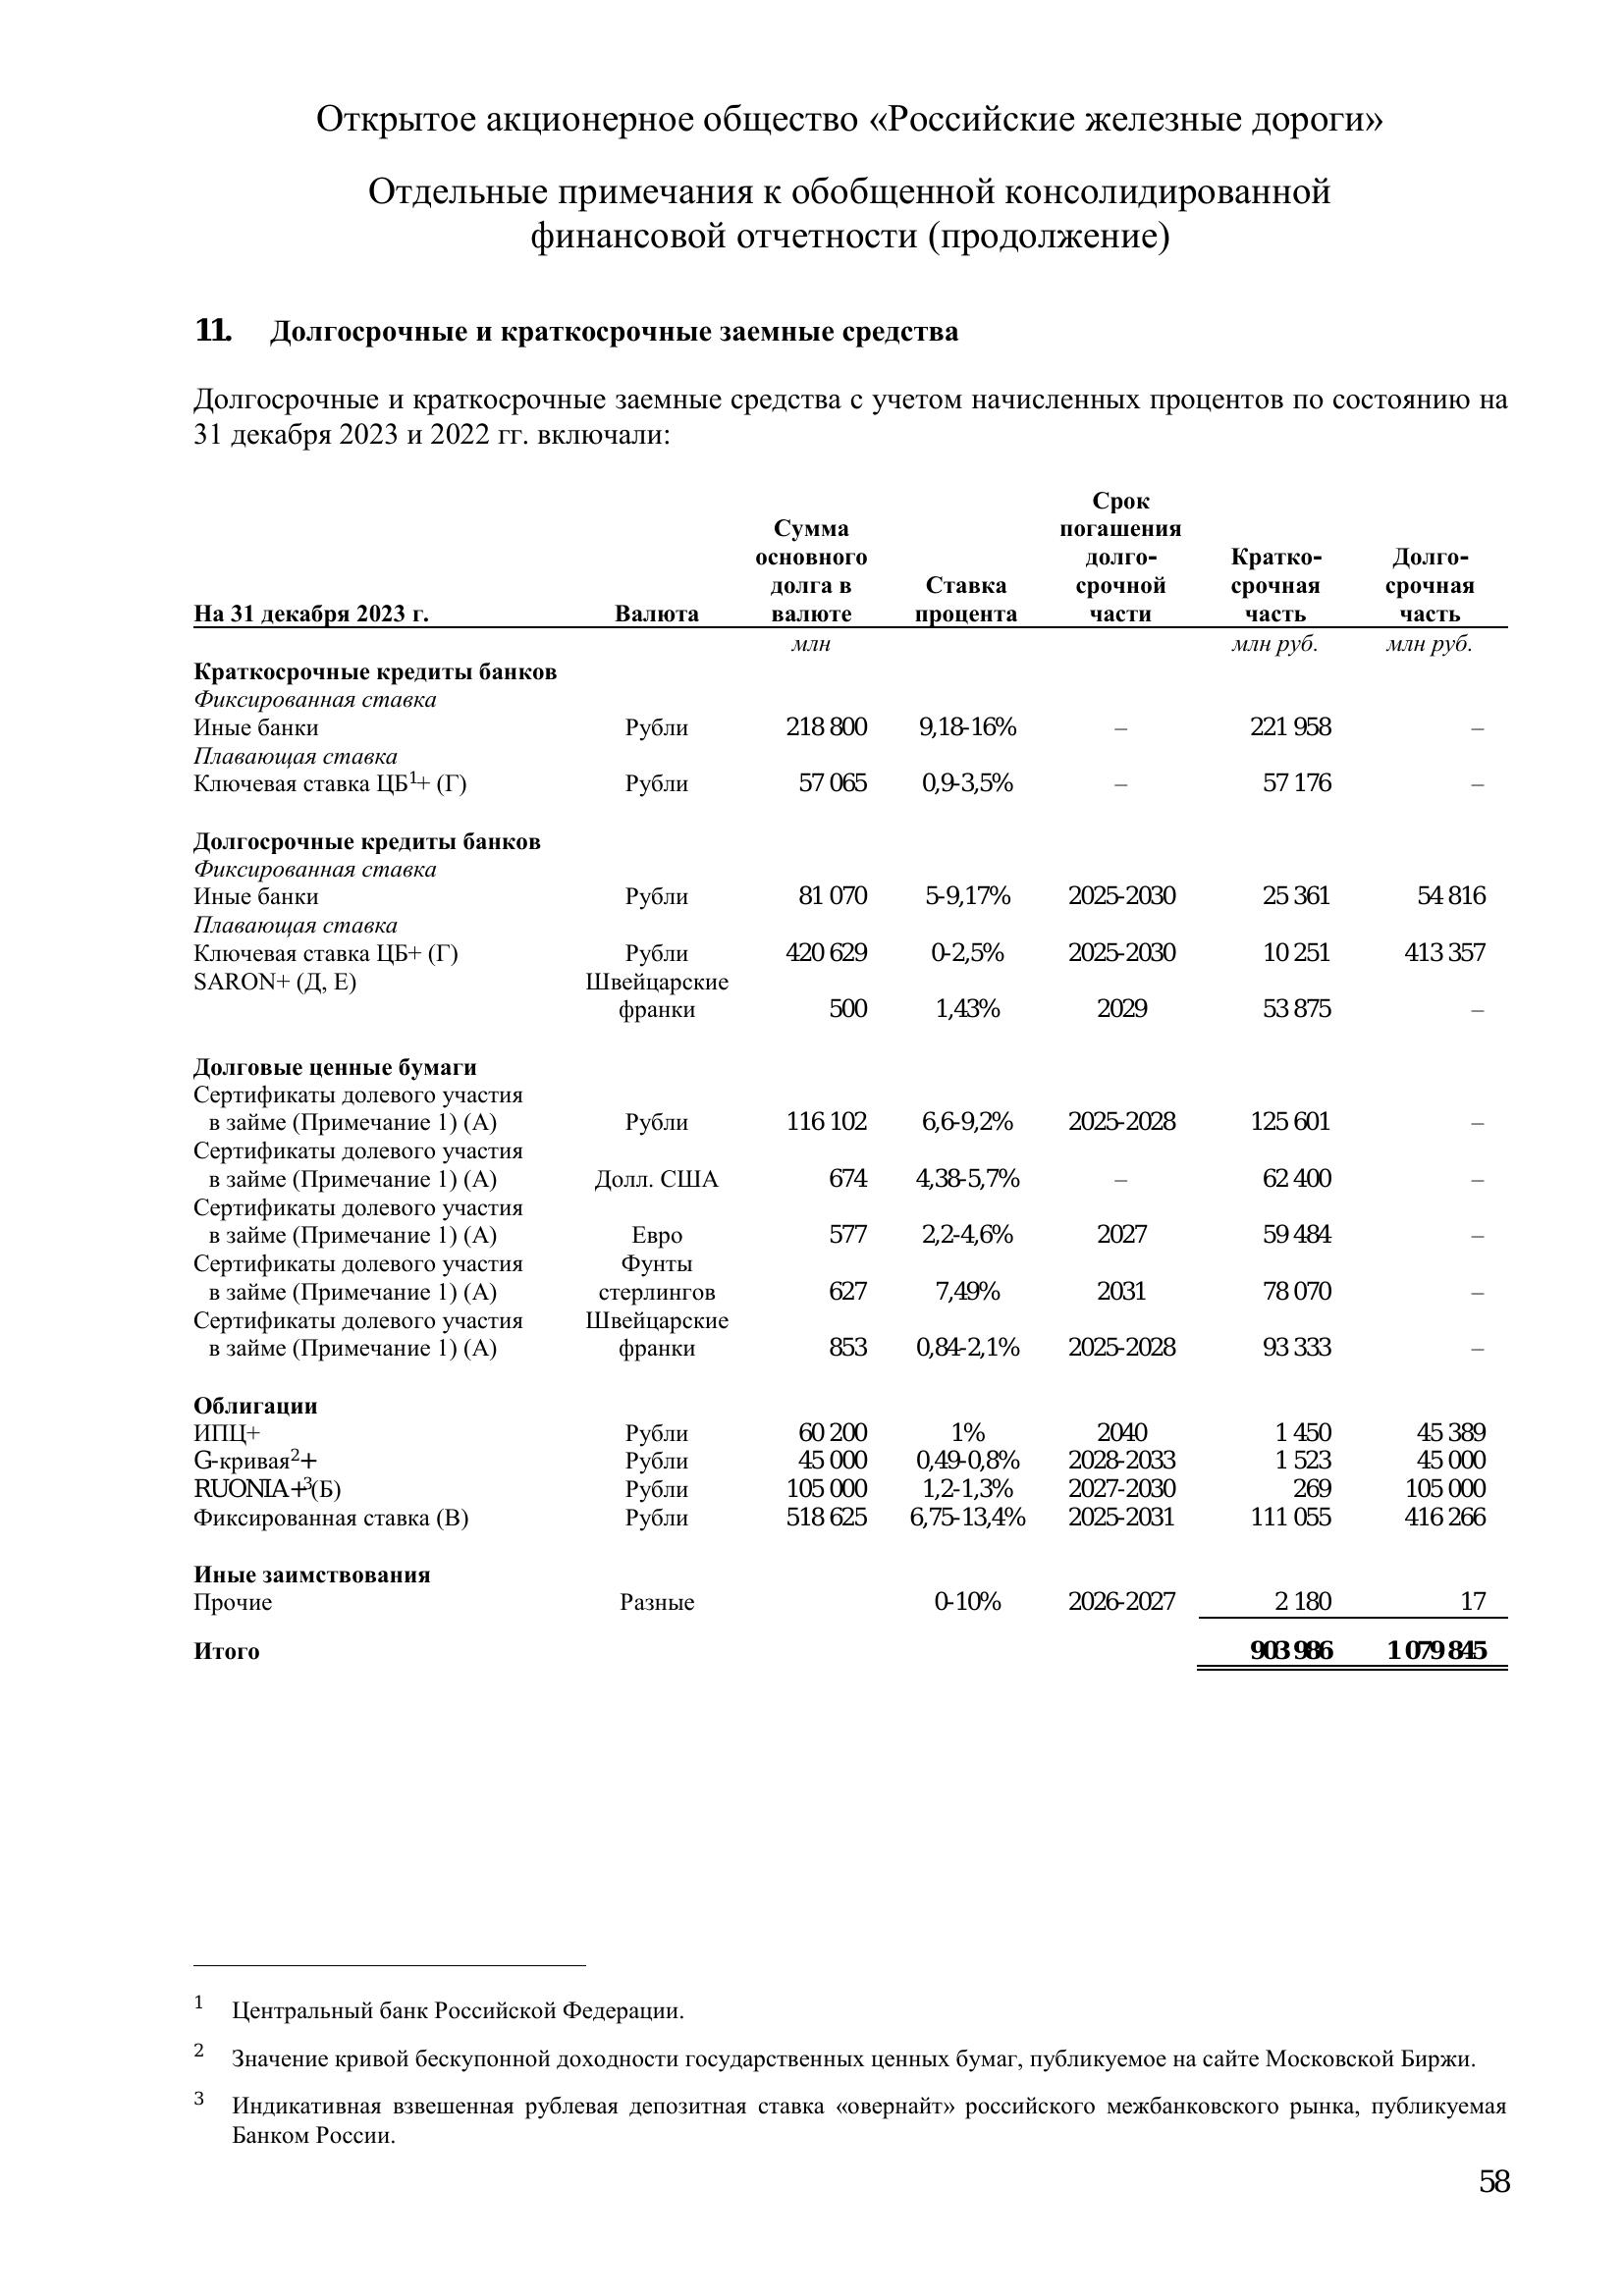 Открытое акционерное общество «Российские железные дороги»
Отдельные примечания к обобщенной консолидированной
финансовой отчетности (продолжение)
11. Долгосрочные и краткосрочные заемные средства
Долгосрочные и краткосрочные заемные средства с учетом начисленных процентов по состоянию на
31 декабря 2023 и 2022 гг. включали:
На 31 декабря 2023 г. Валюта Сумма основного долга в валюте Ставка процента Срок погашения долго-срочной части Кратко-срочная часть Долго-срочная часть
млн млн руб. млн руб.
Краткосрочные кредиты банков
Фиксированная ставка
Иные банки Рубли 218 800 9,18-16% – 221 958 –
Плавающая ставка
Ключевая ставка ЦБ1+ (Г) Рубли 57 065 0,9-3,5% – 57 176 –
Долгосрочные кредиты банков
Фиксированная ставка
Иные банки Рубли 81 070 5-9,17% 2025-2030 25 361 54 816
Плавающая ставка
Ключевая ставка ЦБ+ (Г) Рубли 420 629 0-2,5% 2025-2030 10 251 413 357
SARON+ (Д, Е) Швейцарские
франки 500 1,43% 2029 53 875 –
Долговые ценные бумаги
Сертификаты долевого участия
в займе (Примечание 1) (А) Рубли 116 102 6,6-9,2% 2025-2028 125 601 –
Сертификаты долевого участия
в займе (Примечание 1) (А) Долл. США 674 4,38-5,7% – 62 400 –
Сертификаты долевого участия
в займе (Примечание 1) (А) Евро 577 2,2-4,6% 2027 59 484 –
Сертификаты долевого участия Фунты
в займе (Примечание 1) (А) стерлингов 627 7,49% 2031 78 070 –
Сертификаты долевого участия Швейцарские
в займе (Примечание 1) (А) франки 853 0,84-2,1% 2025-2028 93 333 –
Облигации
ИПЦ+ Рубли 60 200 1% 2040 1 450 45 389
G-кривая2+ Рубли 45 000 0,49-0,8% 2028-2033 1 523 45 000
RUONIA+3(Б) Рубли 105 000 1,2-1,3% 2027-2030 269 105 000
Фиксированная ставка (В) Рубли 518 625 6,75-13,4% 2025-2031 111 055 416 266
Иные заимствования
Прочие Разные 0-10% 2026-2027 2 180 17
Итого 903 986 1 079 845
1 Центральный банк Российской Федерации.
2 Значение кривой бескупонной доходности государственных ценных бумаг, публикуемое на сайте Московской Биржи.
3 Индикативная взвешенная рублевая депозитная ставка «овернайт» российского межбанковского рынка, публикуемая
Банком России.
58